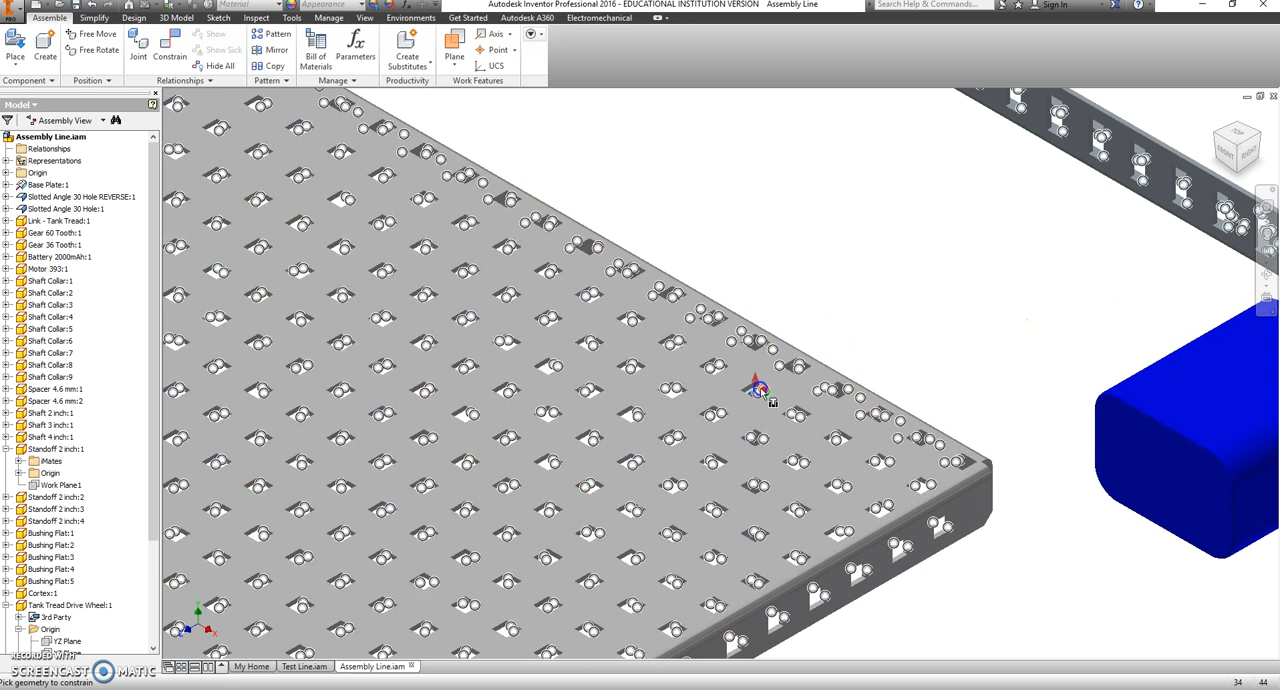 Material
Appearance
Autodesk Inventor Professional 2016 - EDUCATIONAL INSTITUTION VERSION Assembly Line
Search Help & Commands...
Sign In
PRO
Assemble Simplify Design 3D Model Sketch Inspect Tools Manage View Environments Get Started Autodesk A360 Electromechanical
Place Create
Free Move
Free Rotate
Joint Constrain
Show
Show Sick
Hide All
Pattern
Mirror
Copy
Bill of Materials
fx
Parameters
Create Substitutes
Plane
Axis
Point
UCS
Component Position Relationships Pattern Manage Productivity Work Features
Model
Assembly View
Assembly Line.iam
Relationships
Representations
Origin
Base Plate:1
Slotted Angle 30 Hole REVERSE:1
Slotted Angle 30 Hole:1
Link - Tank Tread:1
Gear 60 Tooth:1
Gear 36 Tooth:1
Battery 2000mAh:1
Motor 393:1
Shaft Collar:1
Shaft Collar:2
Shaft Collar:3
Shaft Collar:4
Shaft Collar:5
Shaft Collar:6
Shaft Collar:7
Shaft Collar:8
Shaft Collar:9
Spacer 4.6 mm:1
Spacer 4.6 mm:2
Shaft 2 inch:1
Shaft 3 inch:1
Shaft 4 inch:1
Standoff 2 inch:1
iMates
Origin
Work Plane1
Standoff 2 inch:2
Standoff 2 inch:3
Standoff 2 inch:4
Bushing Flat:1
Bushing Flat:2
Bushing Flat:3
Bushing Flat:4
Bushing Flat:5
Cortex:1
Tank Tread Drive Wheel:1
3rd Party
Origin
YZ Plane
TOP
FRONT
RIGHT
X
RECORDED WITH
SCREENCAST MATIC
My Home Test Line.iam Assembly Line.iam
Pick geometry to constrain
34 44